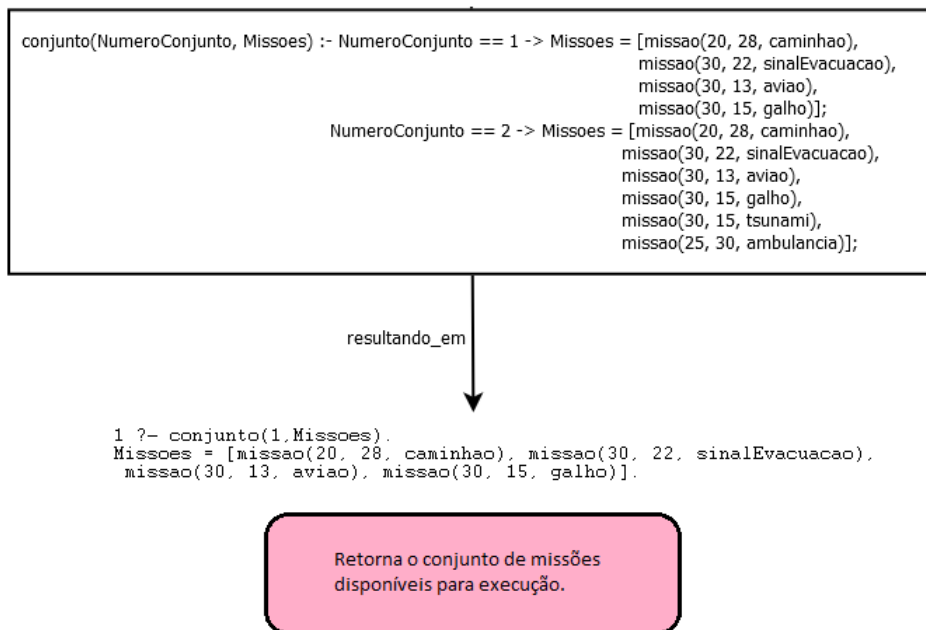 conjunto(NumeroConjunto, Missoes) :- NumeroConjunto == 1 -> Missoes = [missao(20, 28, caminhao),
missao(30, 22, sinalEvacuacao),
missao(30, 13, aviao),
missao(30, 15, galho)];
NumeroConjunto == 2 -> Missoes = [missao(20, 28, caminhao),
missao(30, 22, sinalEvacuacao),
missao(30, 13, aviao),
missao(30, 15, galho),
missao(30, 15, tsunami),
missao(25, 30, ambulancia)];
resultando_em
1 ?- conjunto(1,Missoes).
Missoes = [missao(20, 28, caminhao), missao(30, 22, sinalEvacuacao),
missao(30, 13, aviao), missao(30, 15, galho)].
Retorna o conjunto de missões
disponíveis para execução.